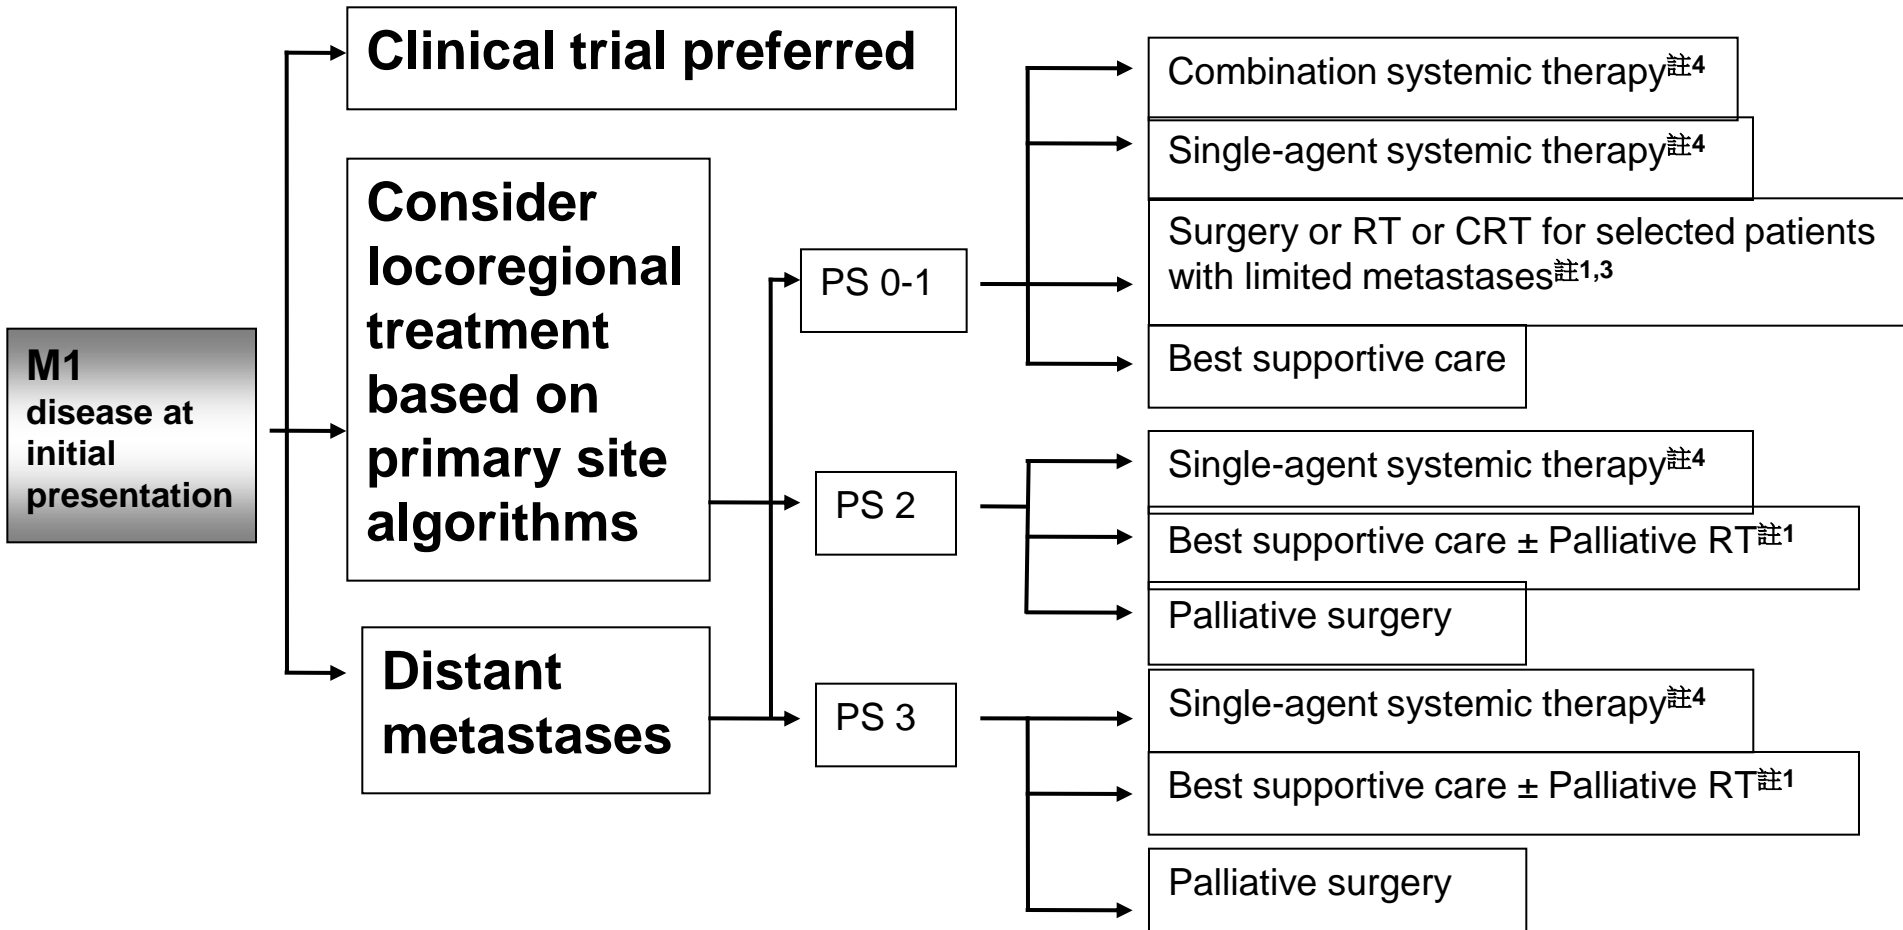 M1
disease at
initial
presentation
Clinical trial preferred
Consider
locoregional
treatment
based on
primary site
algorithms
Distant
metastases
PS 0-1
PS 2
PS 3
Combination systemic therapy註4
Single-agent systemic therapy註4
Surgery or RT or CRT for selected patients
with limited metastases註1,3
Best supportive care
Single-agent systemic therapy註4
Best supportive care ± Palliative RT註1
Palliative surgery
Single-agent systemic therapy註4
Best supportive care ± Palliative RT註1
Palliative surgery